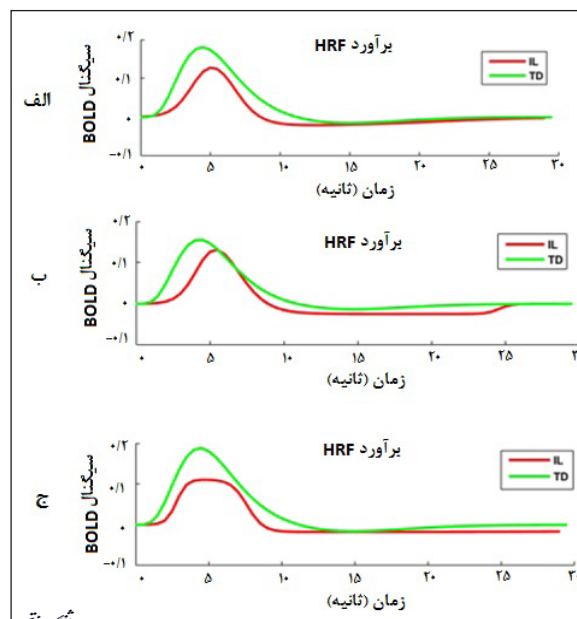 برآورد HRF
۰/۲
IL
TD
۰/۱
۰
-۰/۱
سیگنال BOLD
الف
۰ ۵ ۱۰ ۱۵ ۲۰ ۲۵ ۳۰
زمان (ثانیه)
برآورد HRF
۰/۲
IL
TD
۰/۱
۰
-۰/۱
سیگنال BOLD
ب
۰ ۵ ۱۰ ۱۵ ۲۰ ۲۵ ۳۰
زمان (ثانیه)
برآورد HRF
۰/۲
IL
TD
۰/۱
۰
-۰/۱
سیگنال BOLD
ج
۰ ۵ ۱۰ ۱۵ ۲۰ ۲۵ ۳۰
زمان (ثانیه)